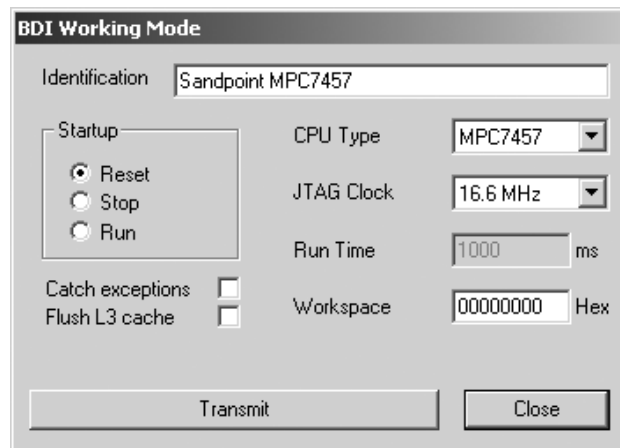 BDI Working Mode
Identification Sandpoint MPC7457
Startup
Reset
Stop
Run
CPU Type MPC7457
JTAG Clock 16.6 MHz
Run Time 1000 ms
Catch exceptions
Flush L3 cache
Workspace 00000000 Hex
Transmit Close